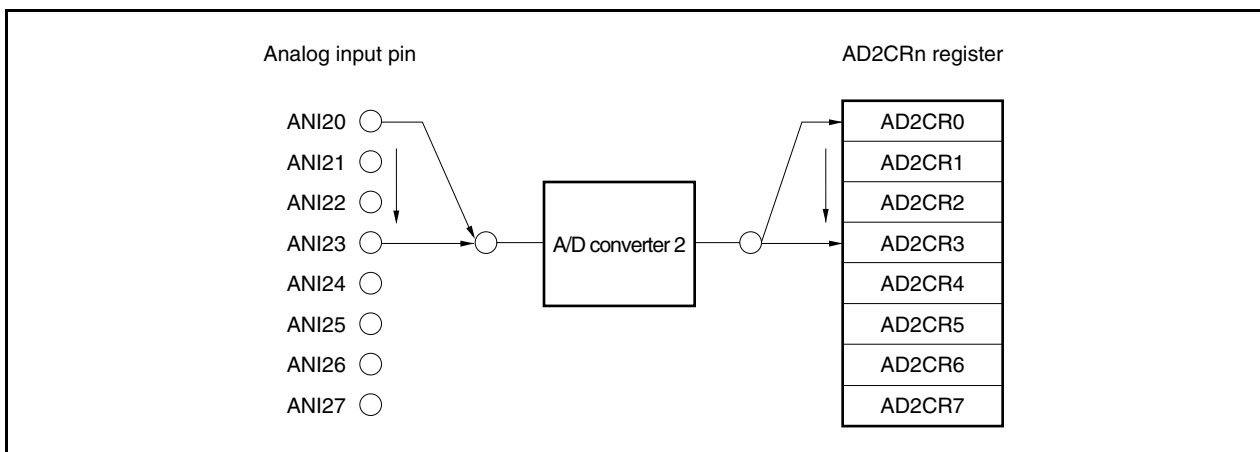 Analog input pin
AD2CRn register
ANI20
ANI21
ANI22
ANI23
ANI24
ANI25
ANI26
ANI27
A/D converter 2
AD2CR0
AD2CR1
AD2CR2
AD2CR3
AD2CR4
AD2CR5
AD2CR6
AD2CR7